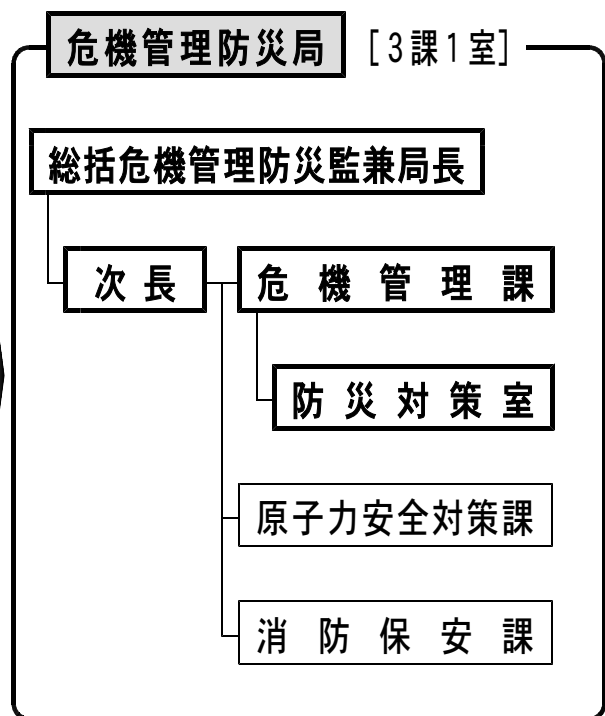 危機管理防災局 [3課1室]
総括危機管理防災監兼局長
次長 危機管理課
防災対策室
原子力安全対策課
消防保安課